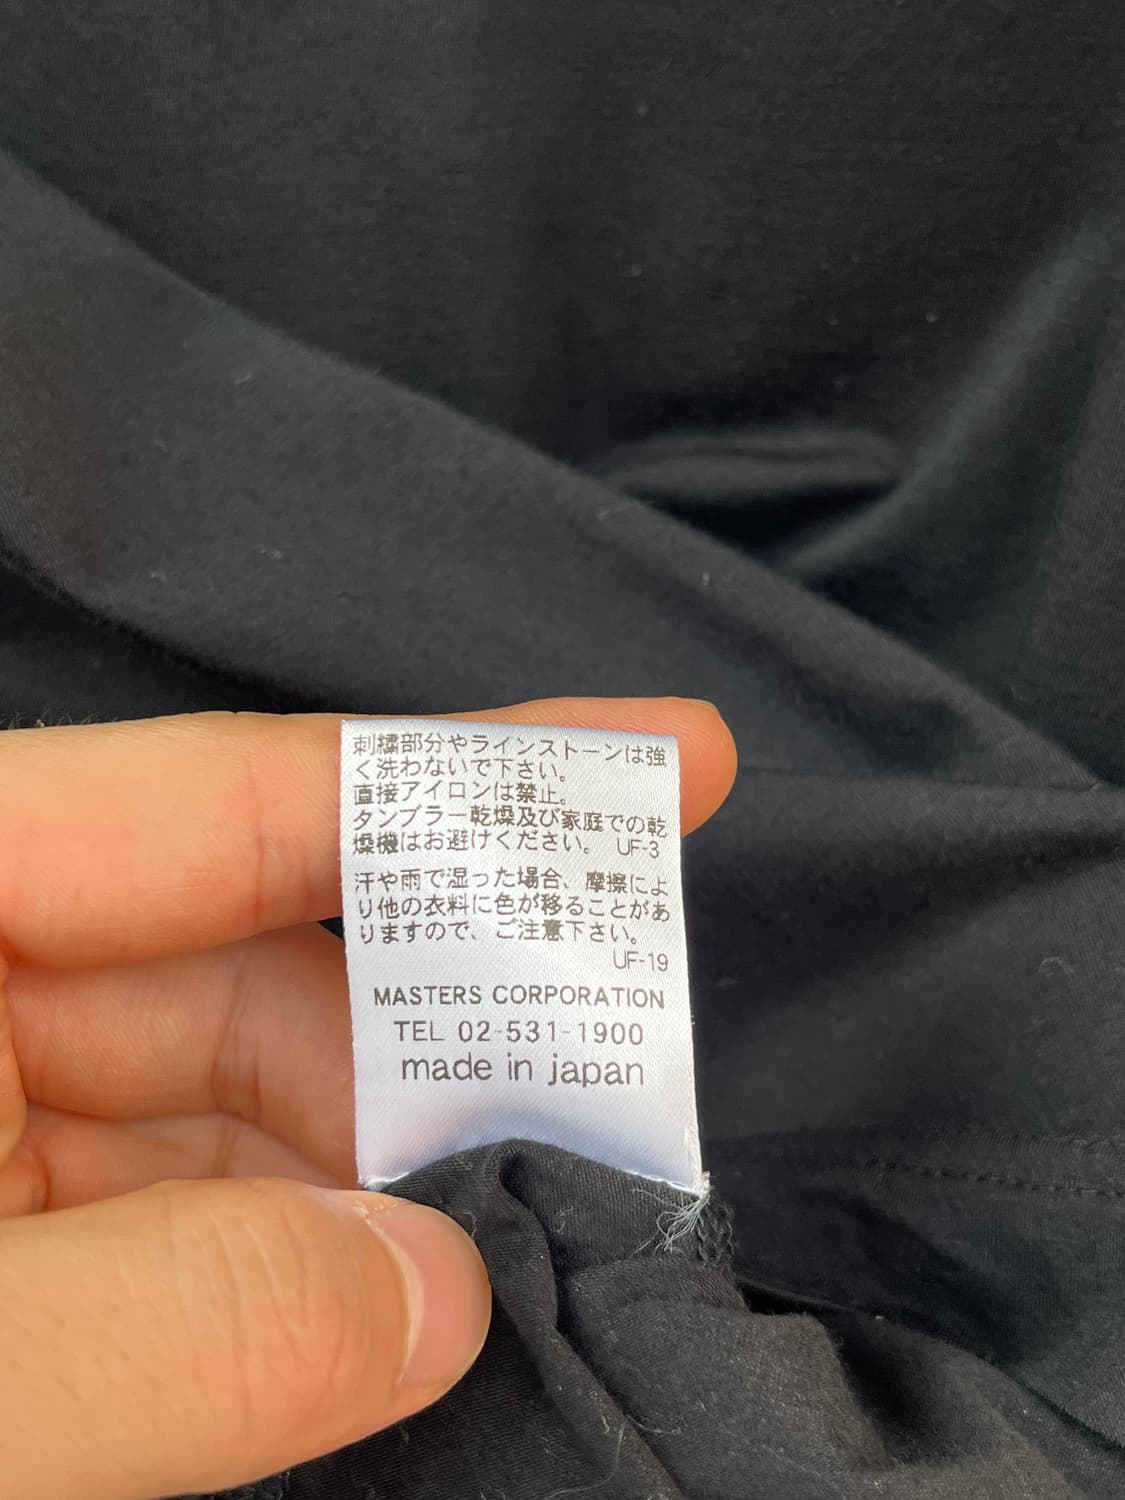 刺繍部分やラインストーンは強
く洗わないで下さい。
直接アイロンは禁止。
タンブラー乾燥及び家庭での乾
燥機はお避けください。 UF-3
汗や雨で湿った場合、摩擦によ
り他の衣料に色が移ることがあ
りますので、ご注意下さい。
UF-19
MASTERS CORPORATION
TEL 02-531-1900
made in japan